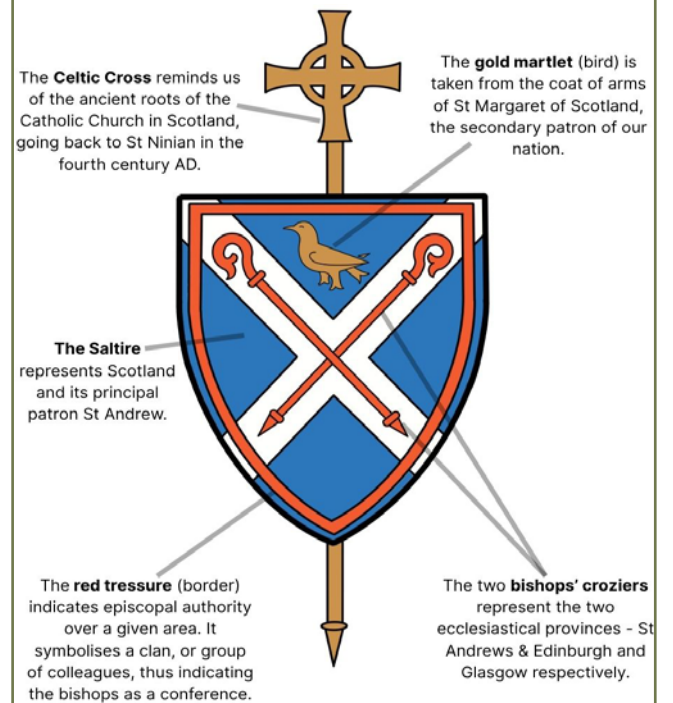 The Celtic Cross reminds us
of the ancient roots of the
Catholic Church in Scotland,
going back to St Ninian in the
fourth century AD.
The gold martlet (bird) is
taken from the coat of arms
of St Margaret of Scotland,
the secondary patron of our
nation.
The Saltire
represents Scotland
and its principal
patron St Andrew.
The red tressure (border)
indicates episcopal authority
over a given area. It
symbolises a clan, or group
of colleagues, thus indicating
the bishops as a conference.
The two bishops' croziers
represent the two
ecclesiastical provinces - St
Andrews & Edinburgh and
Glasgow respectively.